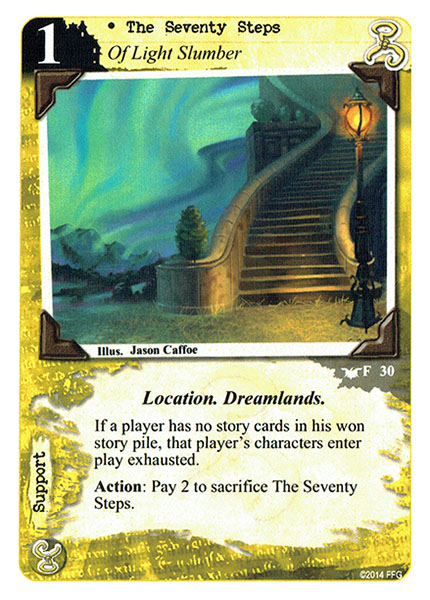 1
• The Seventy Steps
Of Light Slumber
Illus. Jason Caffoe
F 30
Location. Dreamlands.
If a player has no story cards in his won
story pile, that player's characters enter
play exhausted.
Action: Pay 2 to sacrifice The Seventy
Steps.
Support
©2014 FFG